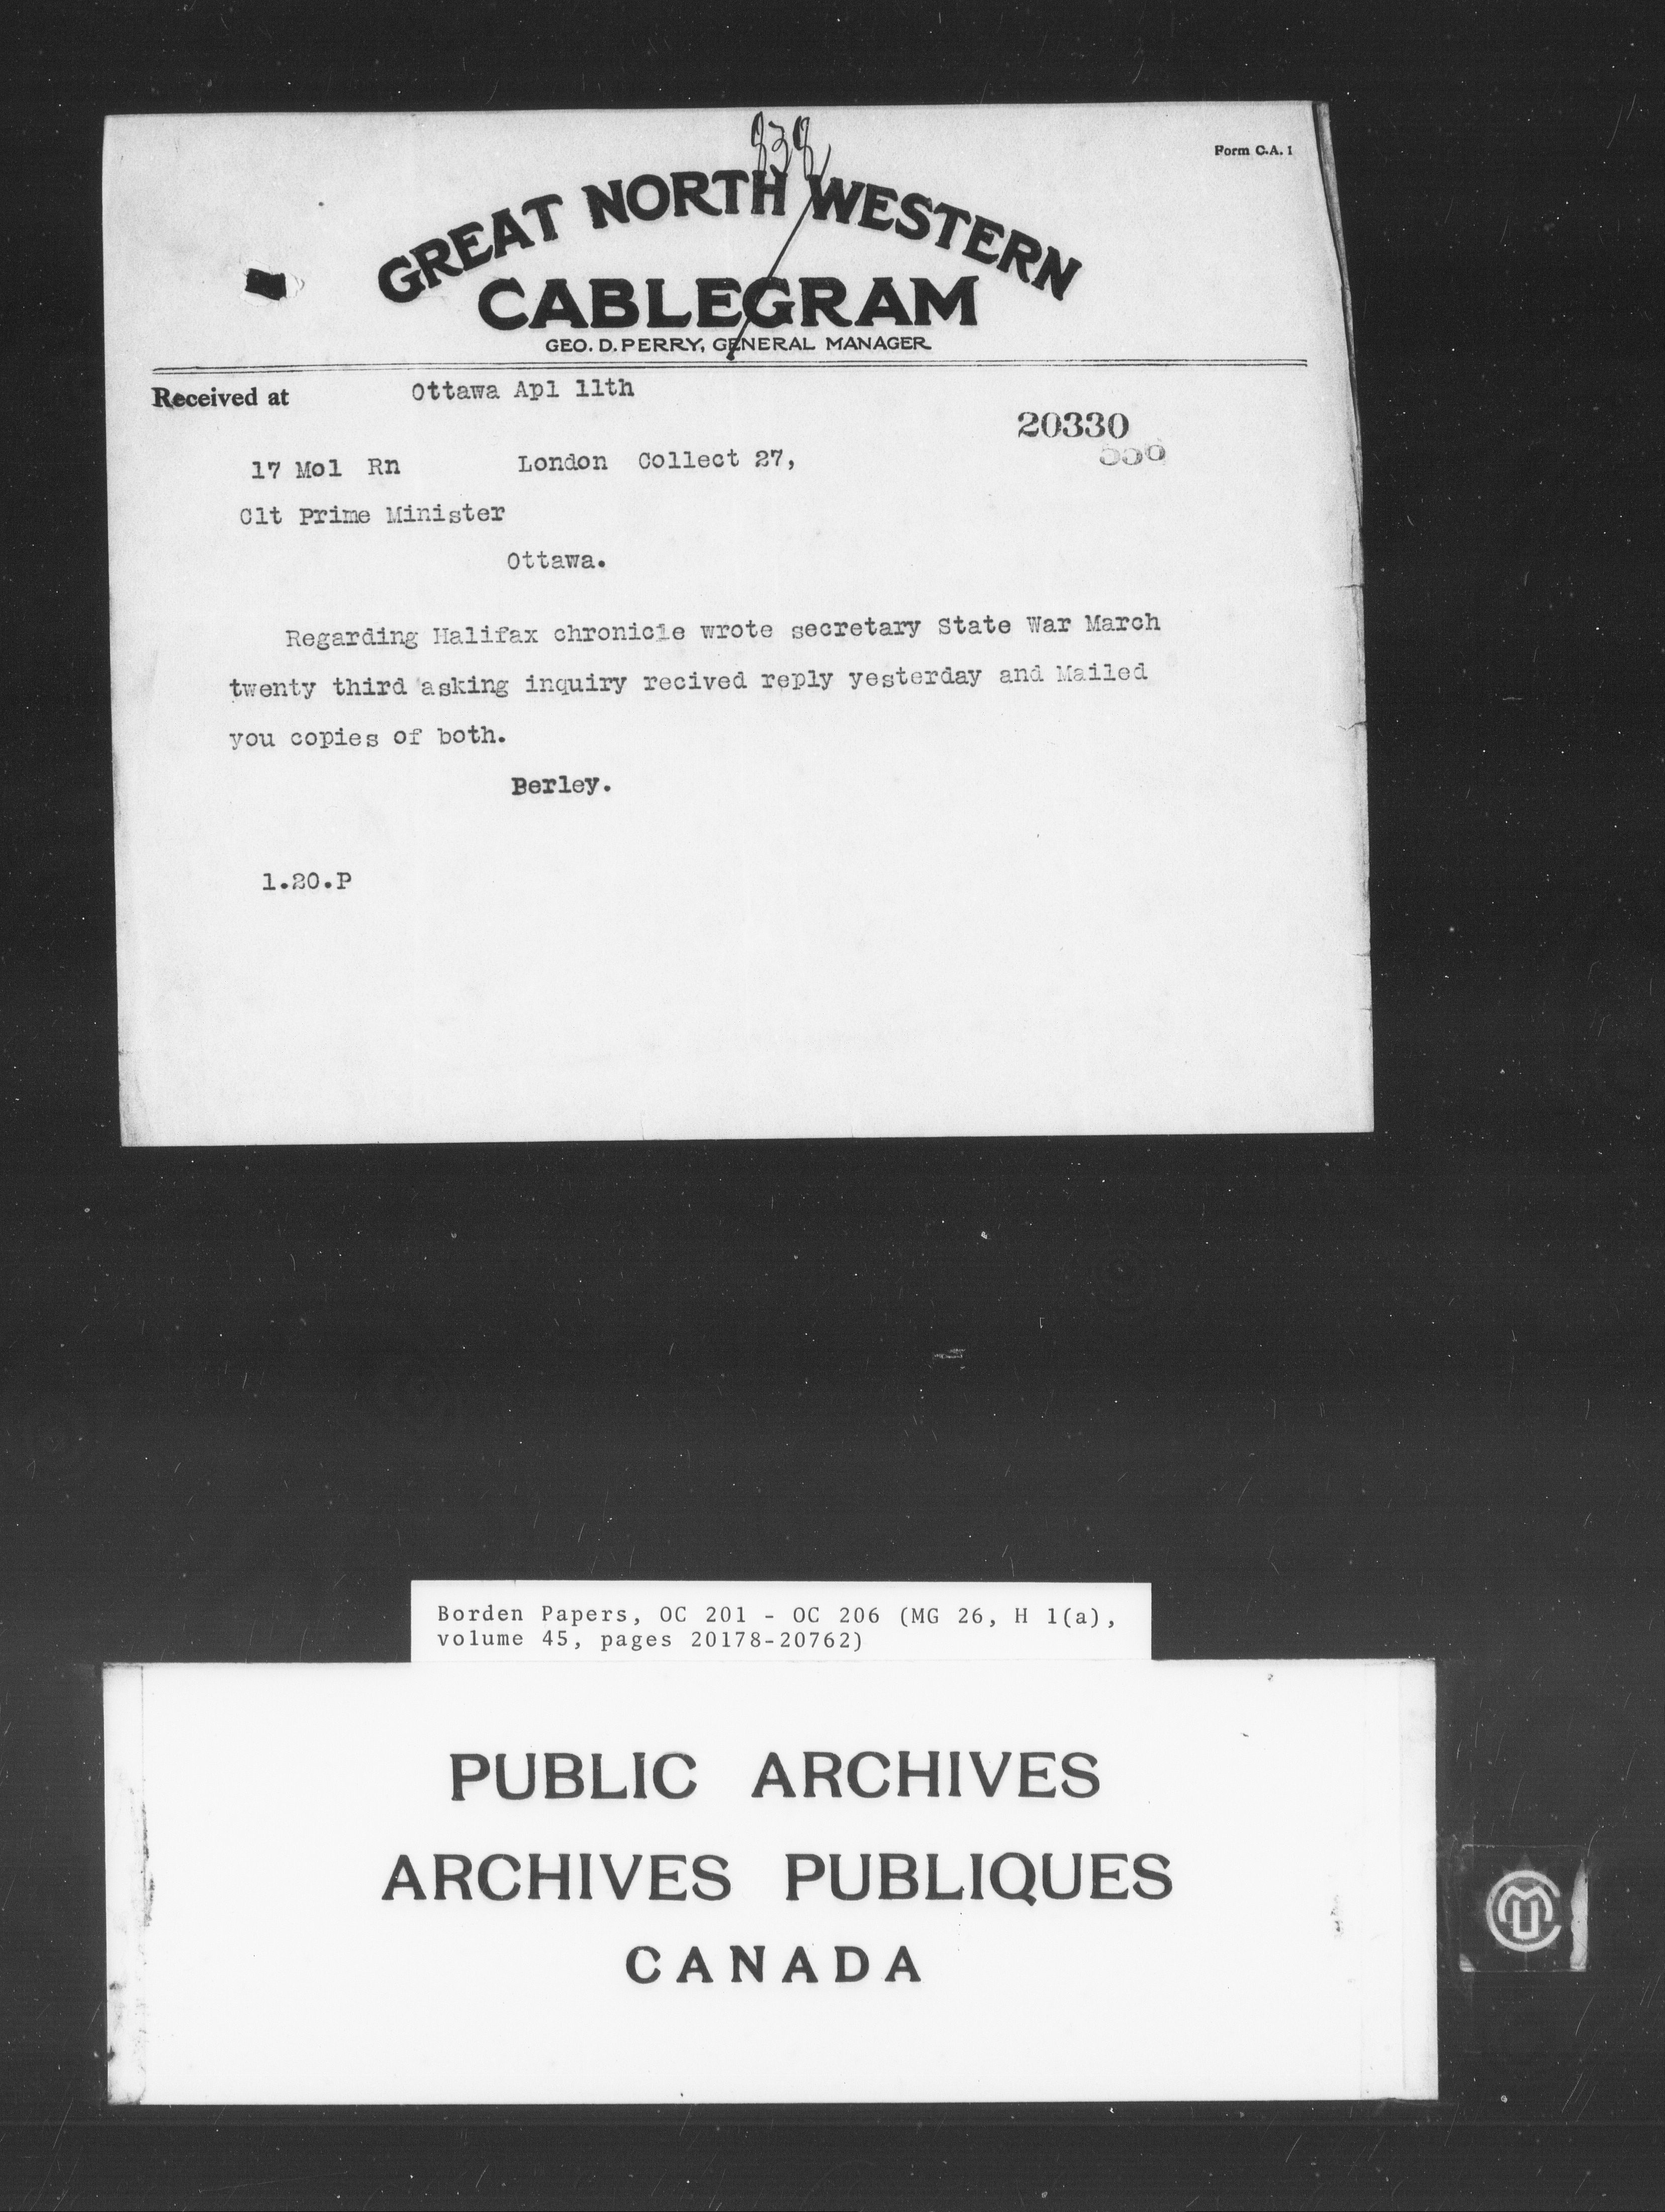 838
Form C.A. 1
GREAT NORTH WESTERN
CABLEGRAM
GEO. D. PERRY, GENERAL MANAGER
Received at Ottawa Apl 11th
20330
17 Mol Rn London Collect 27,
Clt Prime Minister
Ottawa.
Regarding Halifax chronicle wrote secretary State War March
twenty third asking inquiry recived reply yesterday and Mailed
you copies of both.
Berley.
1.20.P
Borden Papers, OC 201 - OC 206 (MG 26, H 1(a),
volume 45, pages 20178-20762)
PUBLIC ARCHIVES
ARCHIVES PUBLIQUES
CANADA